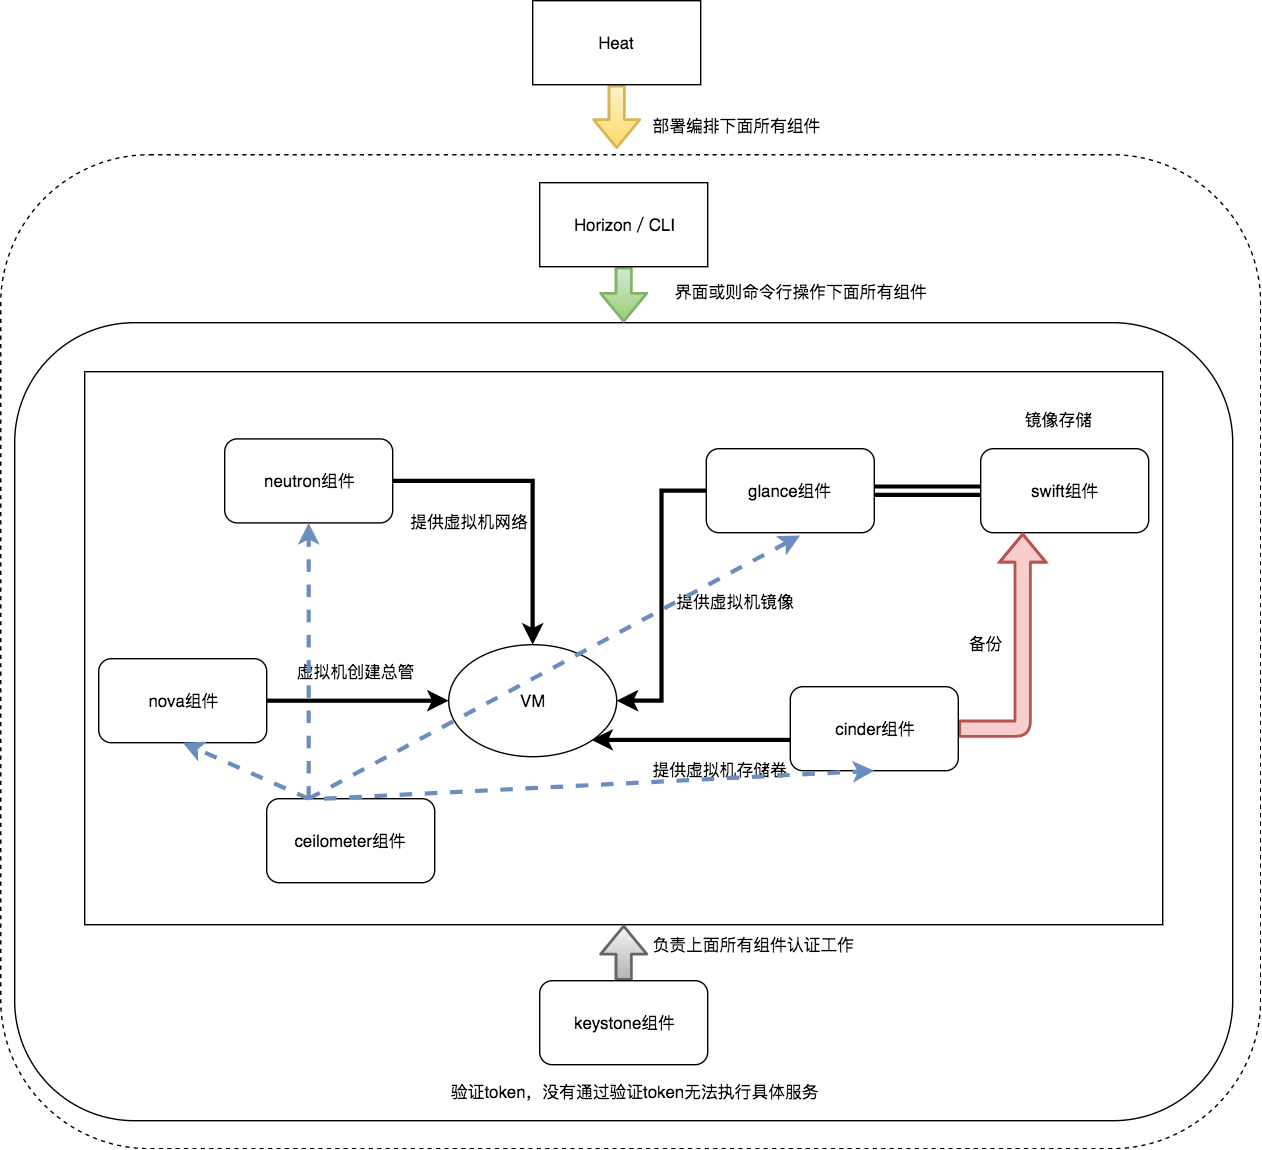 Heat
部署编排下面所有组件
Horizon / CLI
界面或则命令行操作下面所有组件
镜像存储
neutron组件
glance组件
swift组件
提供虚拟机网络
提供虚拟机镜像
备份
虚拟机创建总管
nova组件
VM
cinder组件
提供虚拟机存储卷
ceilometer组件
负责上面所有组件认证工作
keystone组件
验证token，没有通过验证token无法执行具体服务